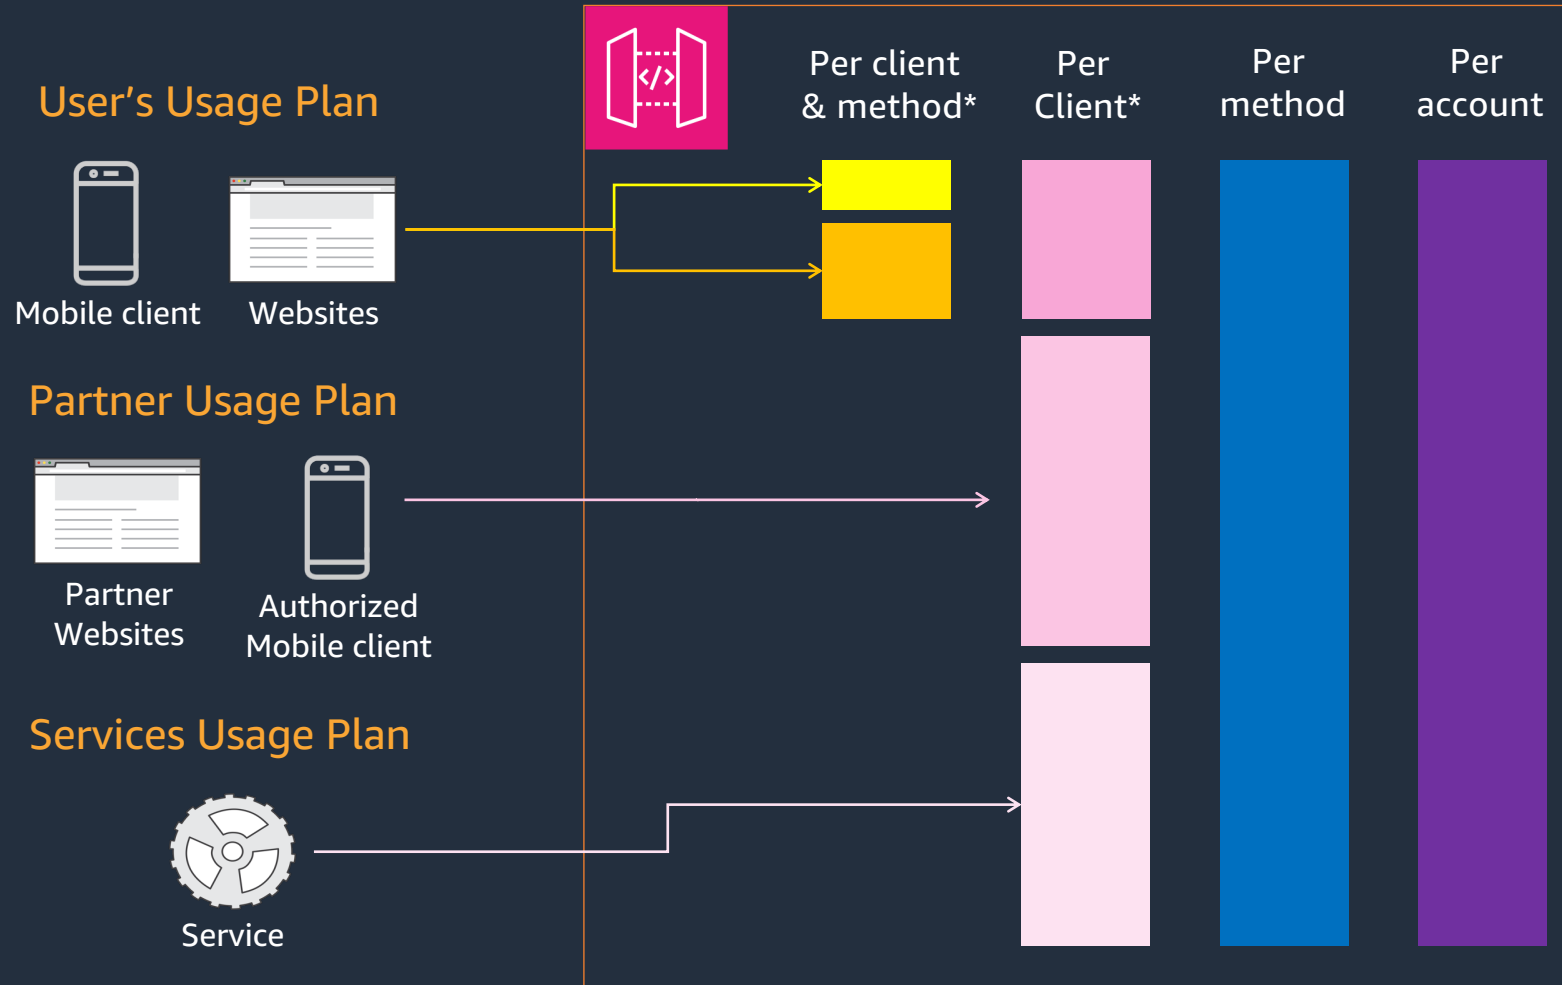 User’s Usage Plan
Mobile client
Websites
Partner Usage Plan
Partner
Websites
Authorized
Mobile client
Services Usage Plan
Service
</>
Per client
& method*
Per
Client*
Per
method
Per
account